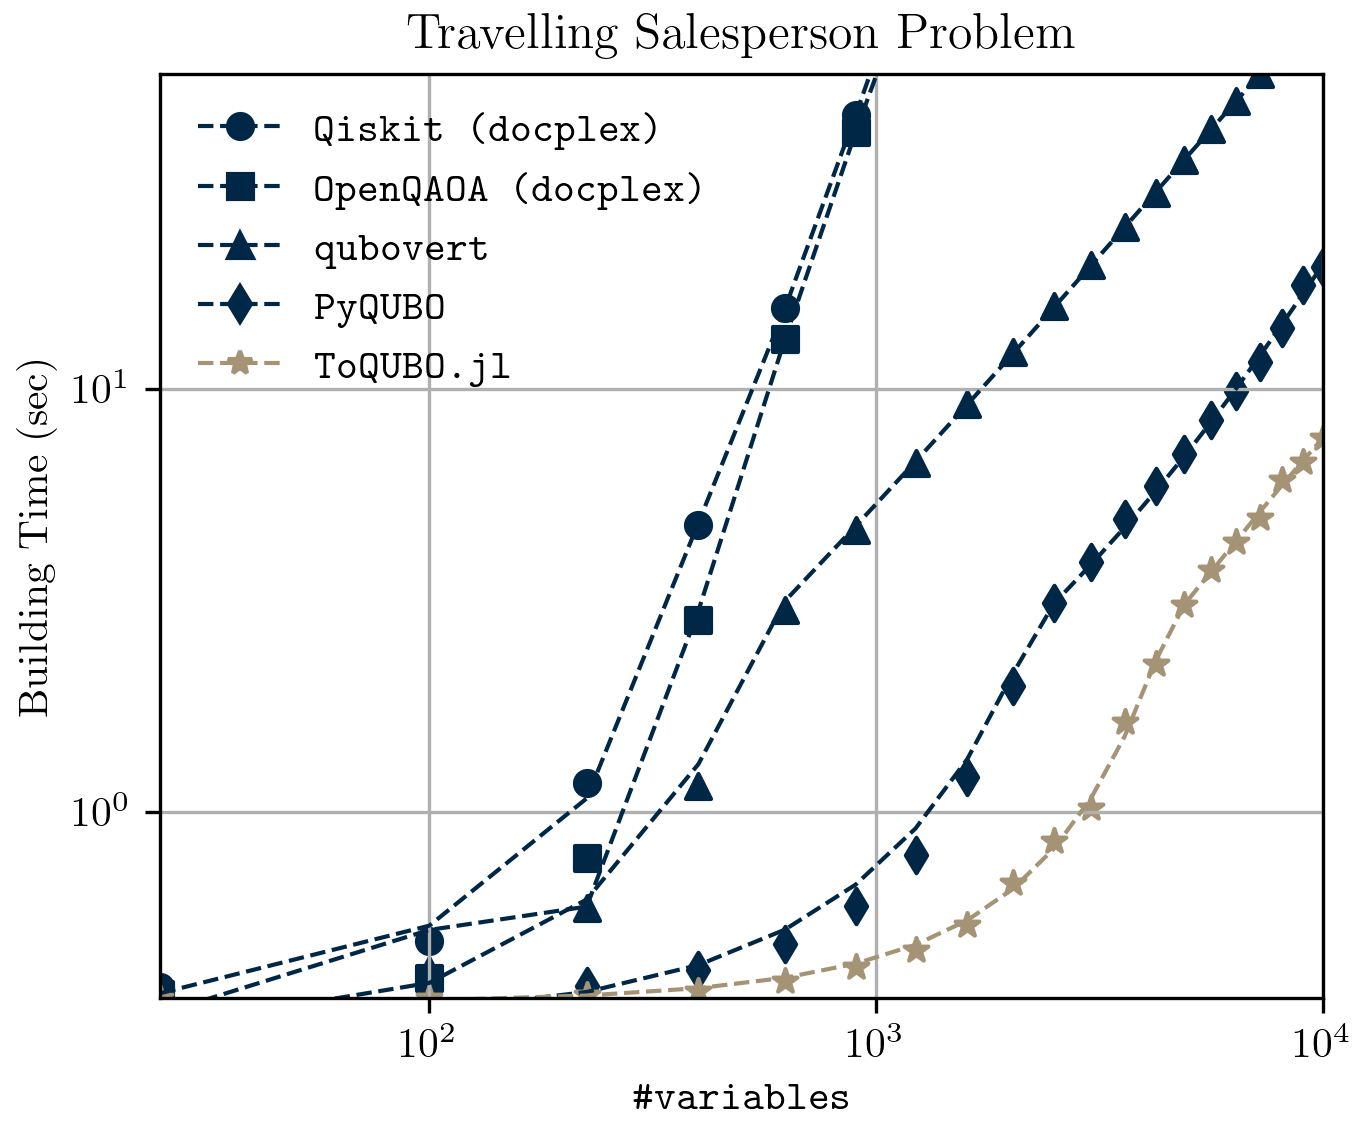 Travelling Salesperson Problem
Qiskit (docplex)
OpenQAOA (docplex)
qubovert
PyQUBO
ToQUBO.jl
Building Time (sec)
10¹
10⁰
10²
10³
10⁴
#variables